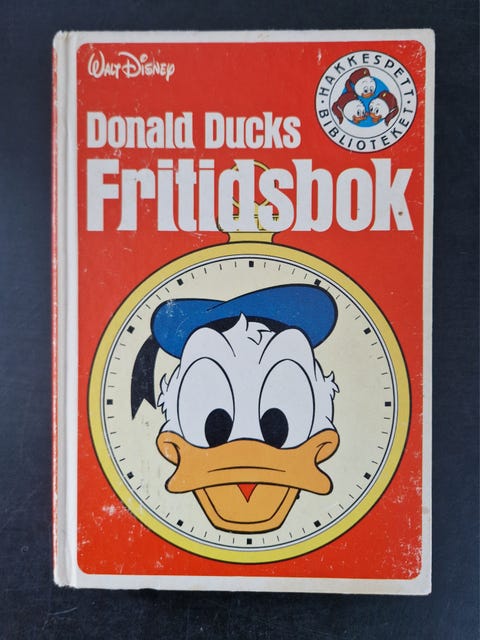 Walt Disney
HAKKESPETT
BIBLIOTEKET
Donald Ducks
Fritidsbok